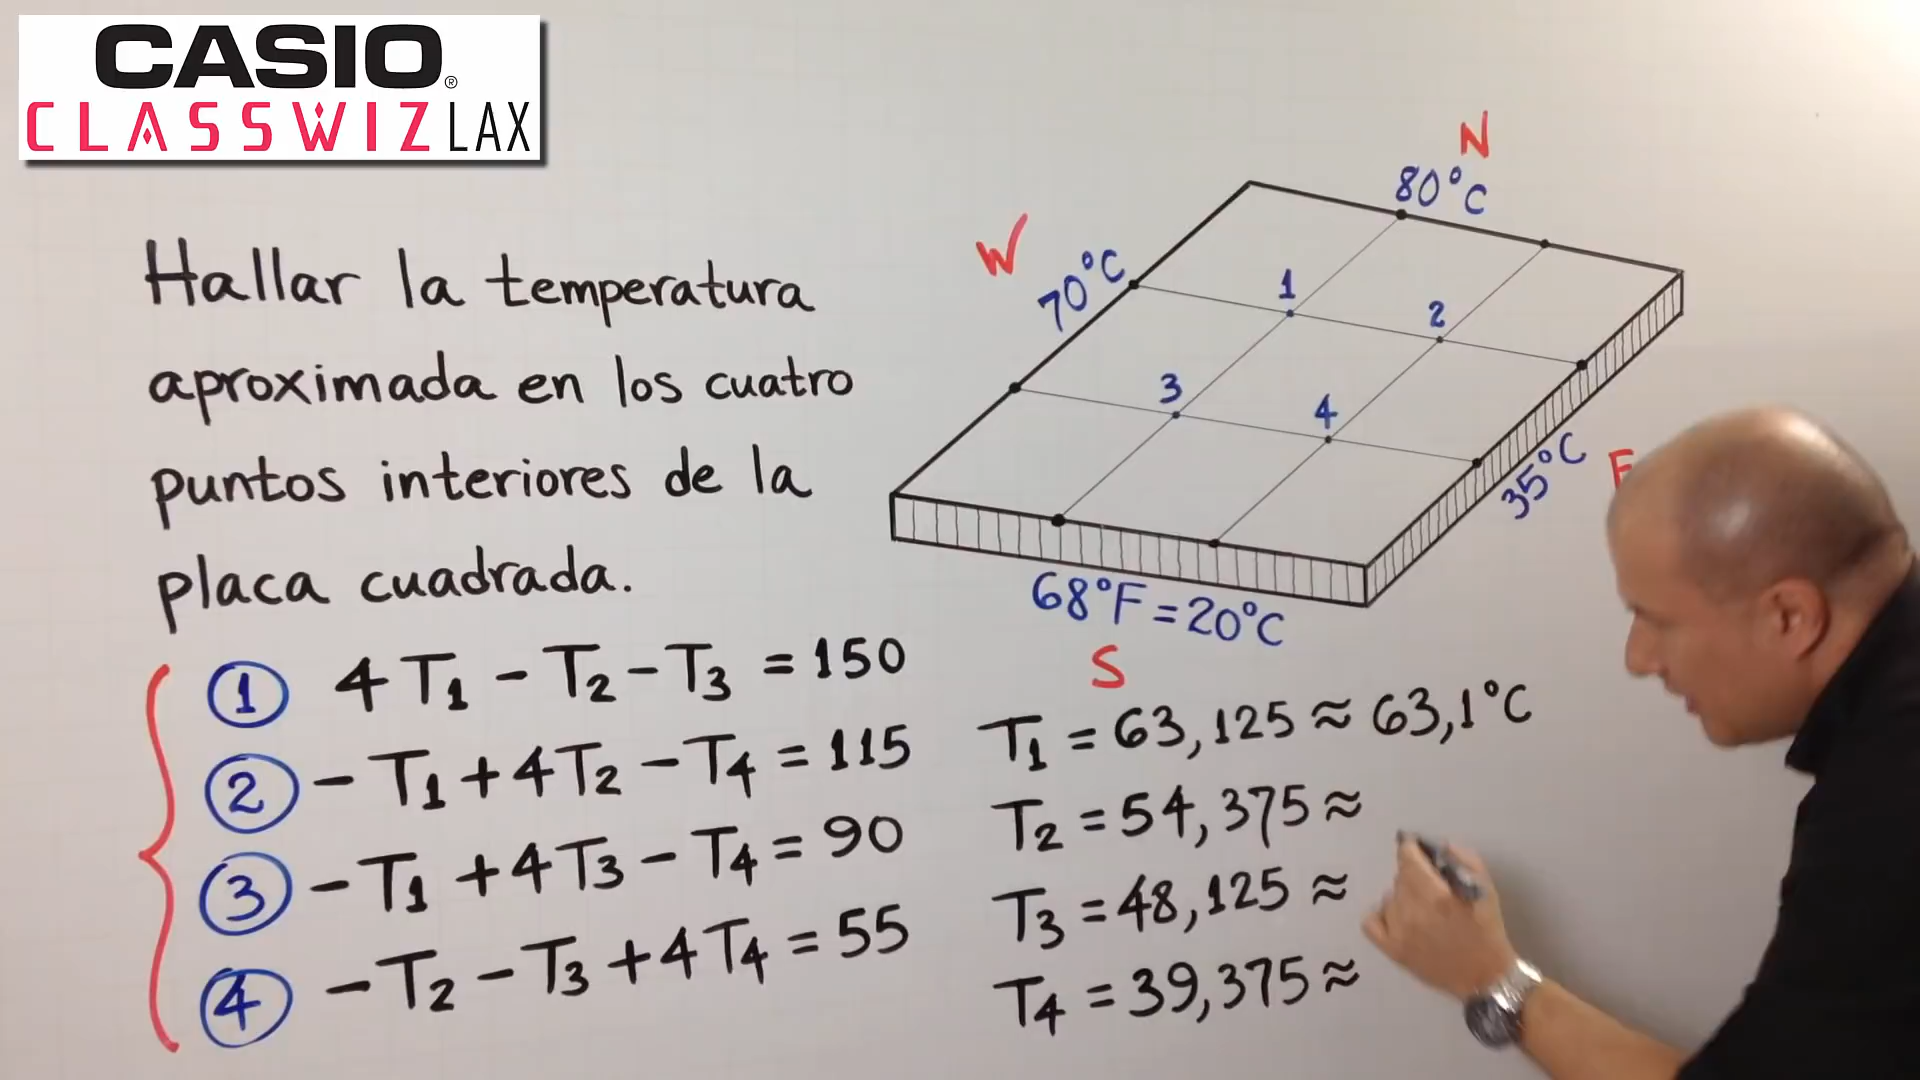 CASIO®
CLASSWIZ LAX
Hallar la temperatura
aproximada en los cuatro
puntos interiores de la
placa cuadrada.
N
80°C
W
70°C
1
2
3
4
35°C
68°F = 20°C
S
① 4T₁ - T₂ - T₃ = 150
② - T₁ + 4T₂ - T₄ = 115
③ - T₁ + 4T₃ - T₄ = 90
④ - T₂ - T₃ + 4T₄ = 55
T₁ = 63,125 ≈ 63,1°C
T₂ = 54,375 ≈
T₃ = 48,125 ≈
T₄ = 39,375 ≈